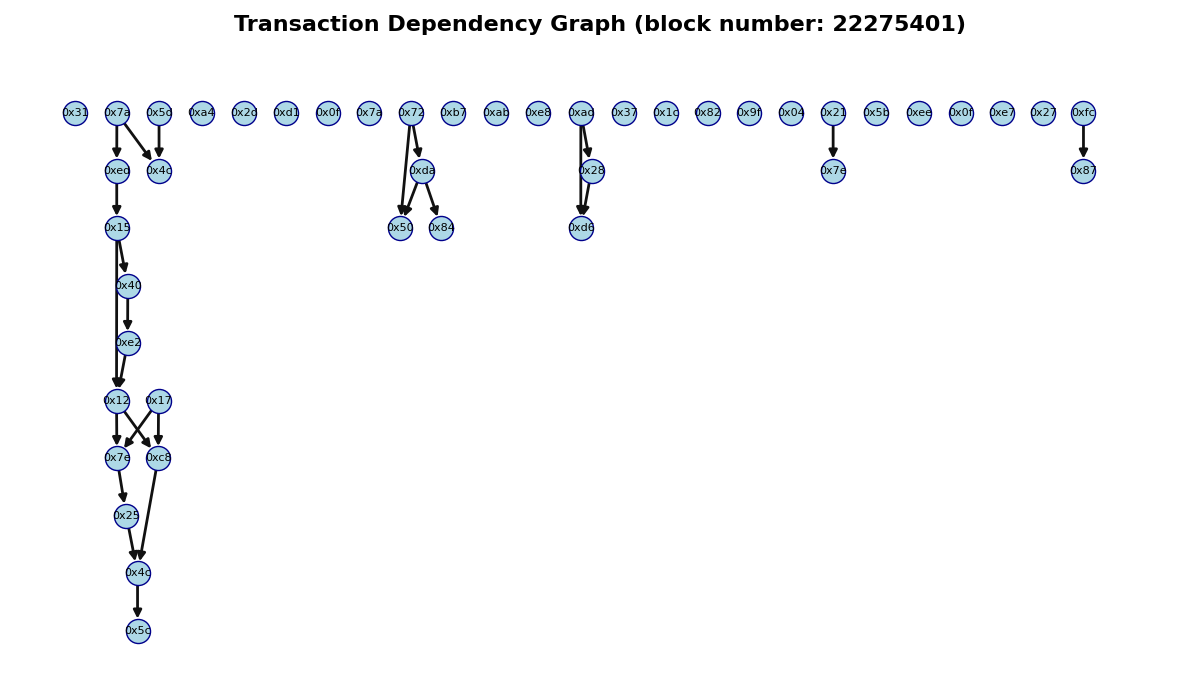 Transaction Dependency Graph (block number: 22275401)
0x31 0x7a 0x5d 0xa4 0x2d 0xd1 0x0f 0x7a 0x72 0xb7 0xab 0xe8 0xad 0x37 0x1c 0x82 0x9f 0x04 0x21 0x5b 0xee 0x0f 0xe7 0x27 0xfc
0xed 0x4c 0xda 0x28 0x7e 0x87
0x15 0x50 0x84 0xd6
0x40
0xe2
0x12 0x17
0x7e 0xc8
0x25
0x4c
0x5c